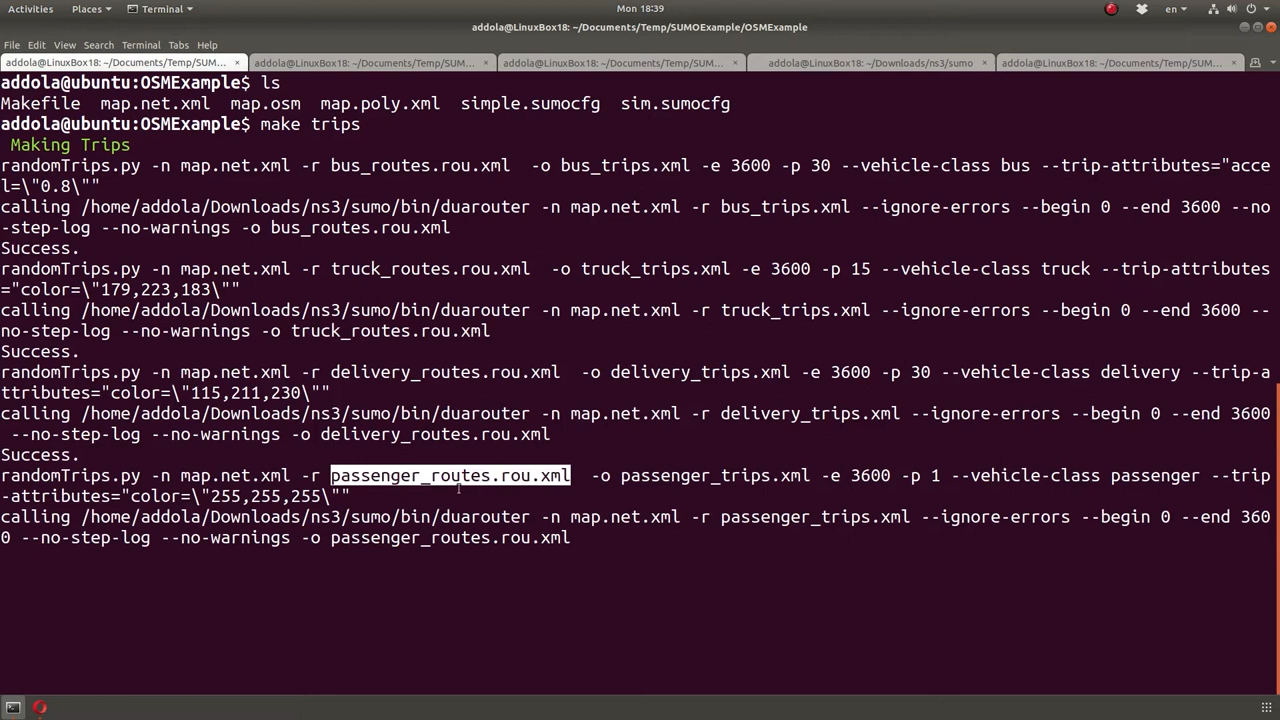 Activities Places Terminal Mon 18:39 en
addola@LinuxBox18: ~/Documents/Temp/SUMOExample/OSMExample
File Edit View Search Terminal Tabs Help
addola@LinuxBox18: ~/Documents/Temp/SUM... × addola@LinuxBox18: ~/Documents/Temp/SUM... × addola@LinuxBox18: ~/Documents/Temp/SUM... × addola@LinuxBox18: ~/Downloads/ns3/sumo × addola@LinuxBox18: ~/Documents/Temp/SUM... ×
addola@ubuntu:OSMExample$ ls
Makefile map.net.xml map.osm map.poly.xml simple.sumocfg sim.sumocfg
addola@ubuntu:OSMExample$ make trips
Making Trips
randomTrips.py -n map.net.xml -r bus_routes.rou.xml -o bus_trips.xml -e 3600 -p 30 --vehicle-class bus --trip-attributes="acce
l=\"0.8\""
calling /home/addola/Downloads/ns3/sumo/bin/duarouter -n map.net.xml -r bus_trips.xml --ignore-errors --begin 0 --end 3600 --no
-step-log --no-warnings -o bus_routes.rou.xml
Success.
randomTrips.py -n map.net.xml -r truck_routes.rou.xml -o truck_trips.xml -e 3600 -p 15 --vehicle-class truck --trip-attributes
="color=\"179,223,183\""
calling /home/addola/Downloads/ns3/sumo/bin/duarouter -n map.net.xml -r truck_trips.xml --ignore-errors --begin 0 --end 3600 --
no-step-log --no-warnings -o truck_routes.rou.xml
Success.
randomTrips.py -n map.net.xml -r delivery_routes.rou.xml -o delivery_trips.xml -e 3600 -p 30 --vehicle-class delivery --trip-a
ttributes="color=\"115,211,230\""
calling /home/addola/Downloads/ns3/sumo/bin/duarouter -n map.net.xml -r delivery_trips.xml --ignore-errors --begin 0 --end 3600
--no-step-log --no-warnings -o delivery_routes.rou.xml
Success.
randomTrips.py -n map.net.xml -r passenger_routes.rou.xml -o passenger_trips.xml -e 3600 -p 1 --vehicle-class passenger --trip
-attributes="color=\"255,255,255\""
calling /home/addola/Downloads/ns3/sumo/bin/duarouter -n map.net.xml -r passenger_trips.xml --ignore-errors --begin 0 --end 360
0 --no-step-log --no-warnings -o passenger_routes.rou.xml